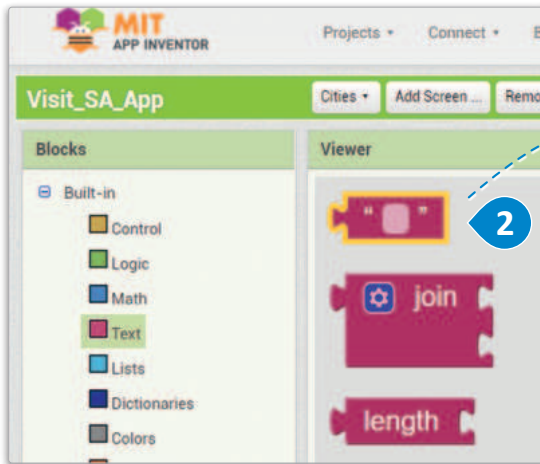 MIT
APP INVENTOR
Projects
Connect
Visit_SA_App
Cities
Add Screen ...
Blocks
Viewer
Built-in
Control
Logic
Math
Text
Lists
Dictionaries
Colors
" "
2
join
length